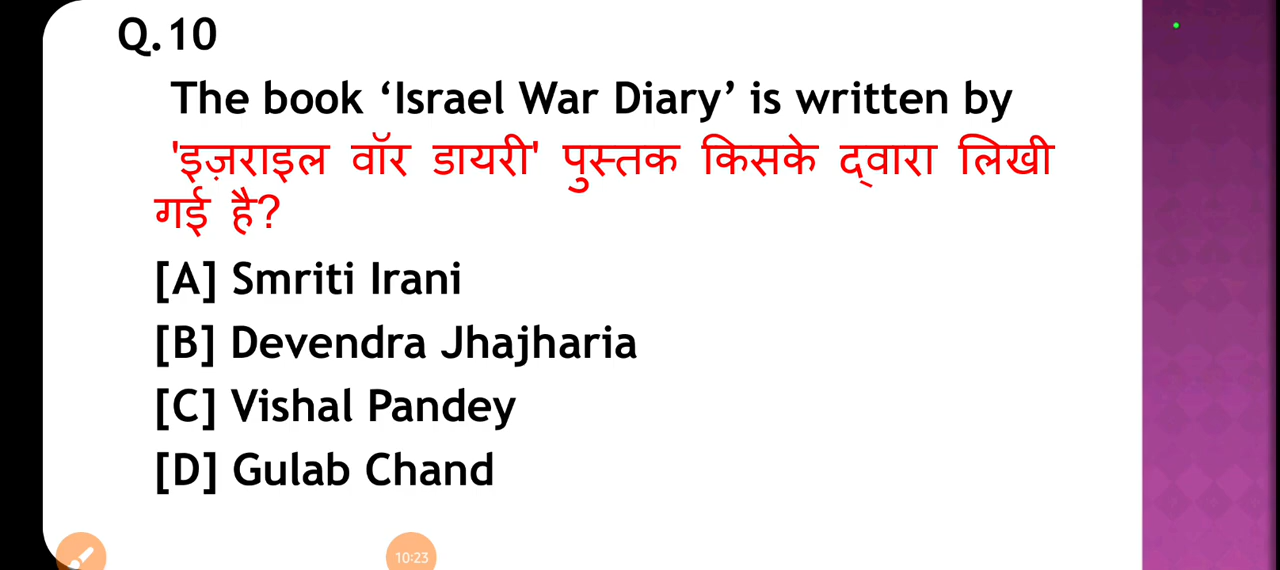 Q.10
The book ‘Israel War Diary’ is written by
'इज़राइल वॉर डायरी' पुस्तक किसके द्वारा लिखी
गई है?
[A] Smriti Irani
[B] Devendra Jhajharia
[C] Vishal Pandey
[D] Gulab Chand
10:23